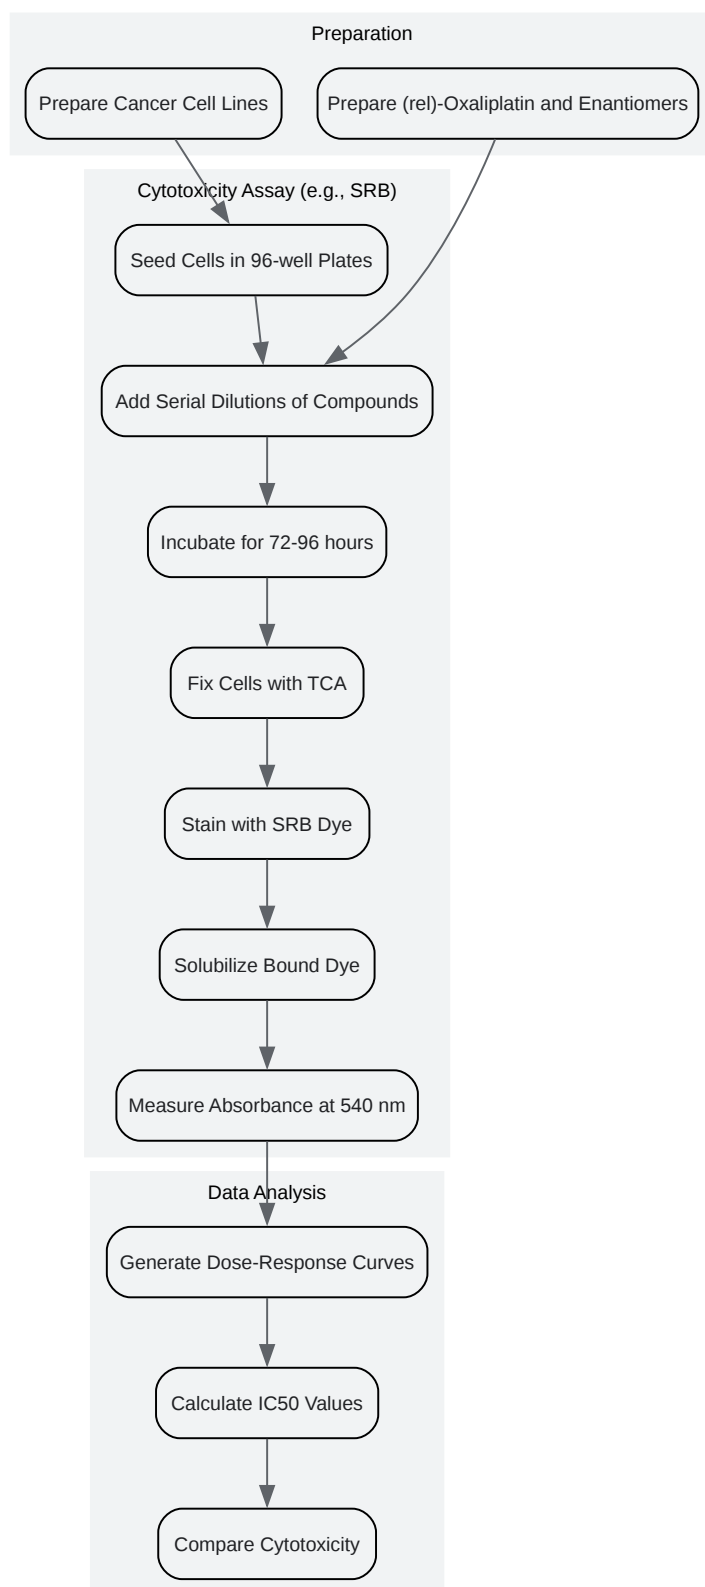 Preparation
Prepare Cancer Cell Lines
Prepare (rel)-Oxaliplatin and Enantiomers
Cytotoxicity Assay (e.g., SRB)
Seed Cells in 96-well Plates
Add Serial Dilutions of Compounds
Incubate for 72-96 hours
Fix Cells with TCA
Stain with SRB Dye
Solubilize Bound Dye
Measure Absorbance at 540 nm
Data Analysis
Generate Dose-Response Curves
Calculate IC50 Values
Compare Cytotoxicity